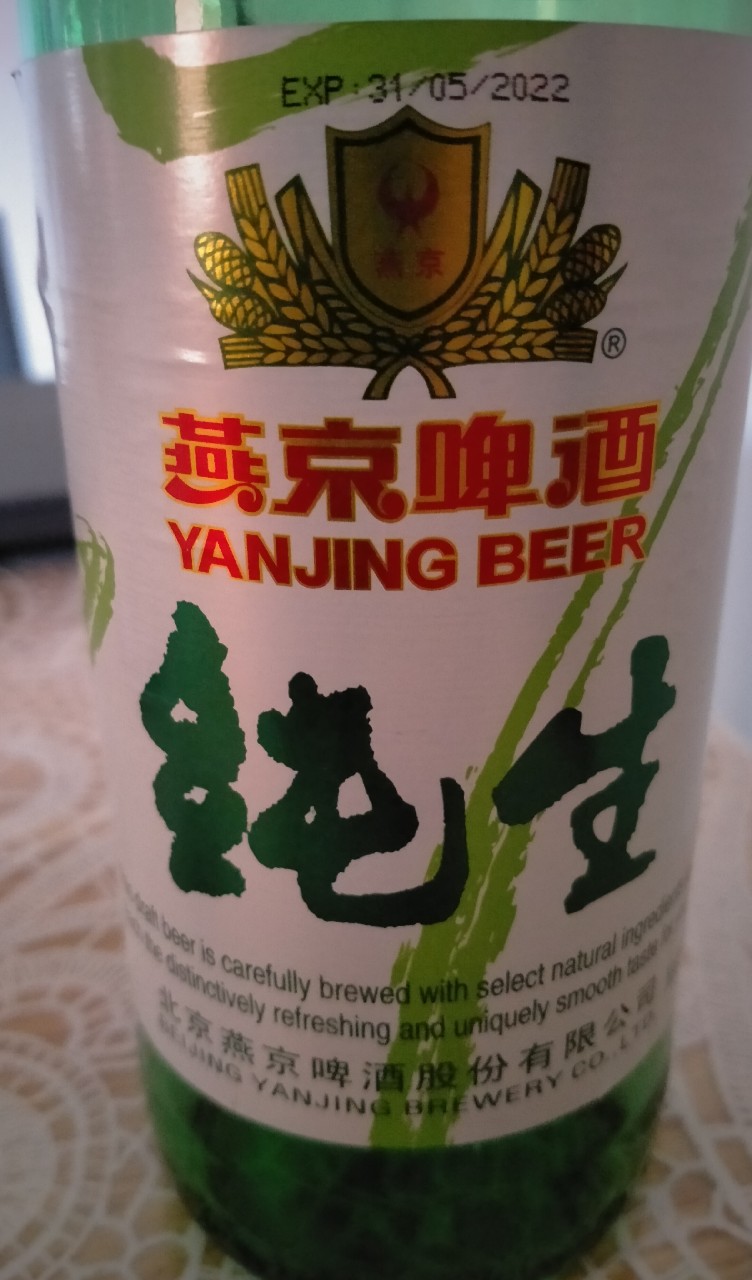 EXP:31/05/2022
燕京
®
燕京啤酒
YANJING BEER
纯生
draft beer is carefully brewed with select natural
the distinctively refreshing and uniquely smooth taste
北京燕京啤酒股份有限公司
BEIJING YANJING BREWERY CO., LTD.